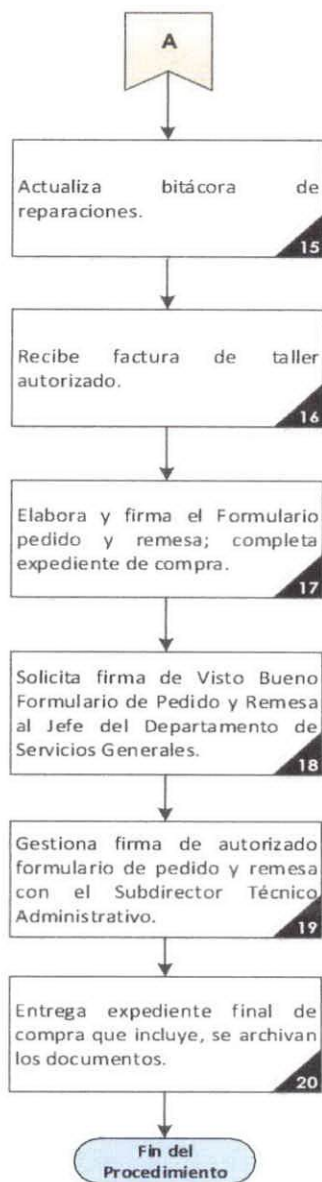 A
Actualiza bitácora de
reparaciones.
15
Recibe factura de taller
autorizado.
16
Elabora y firma el Formulario
pedido y remesa; completa
expediente de compra.
17
Solicita firma de Visto Bueno
Formulario de Pedido y Remesa
al Jefe del Departamento de
Servicios Generales.
18
Gestiona firma de autorizado
formulario de pedido y remesa
con el Subdirector Técnico
Administrativo.
19
Entrega expediente final de
compra que incluye, se archivan
los documentos.
20
Fin del
Procedimiento